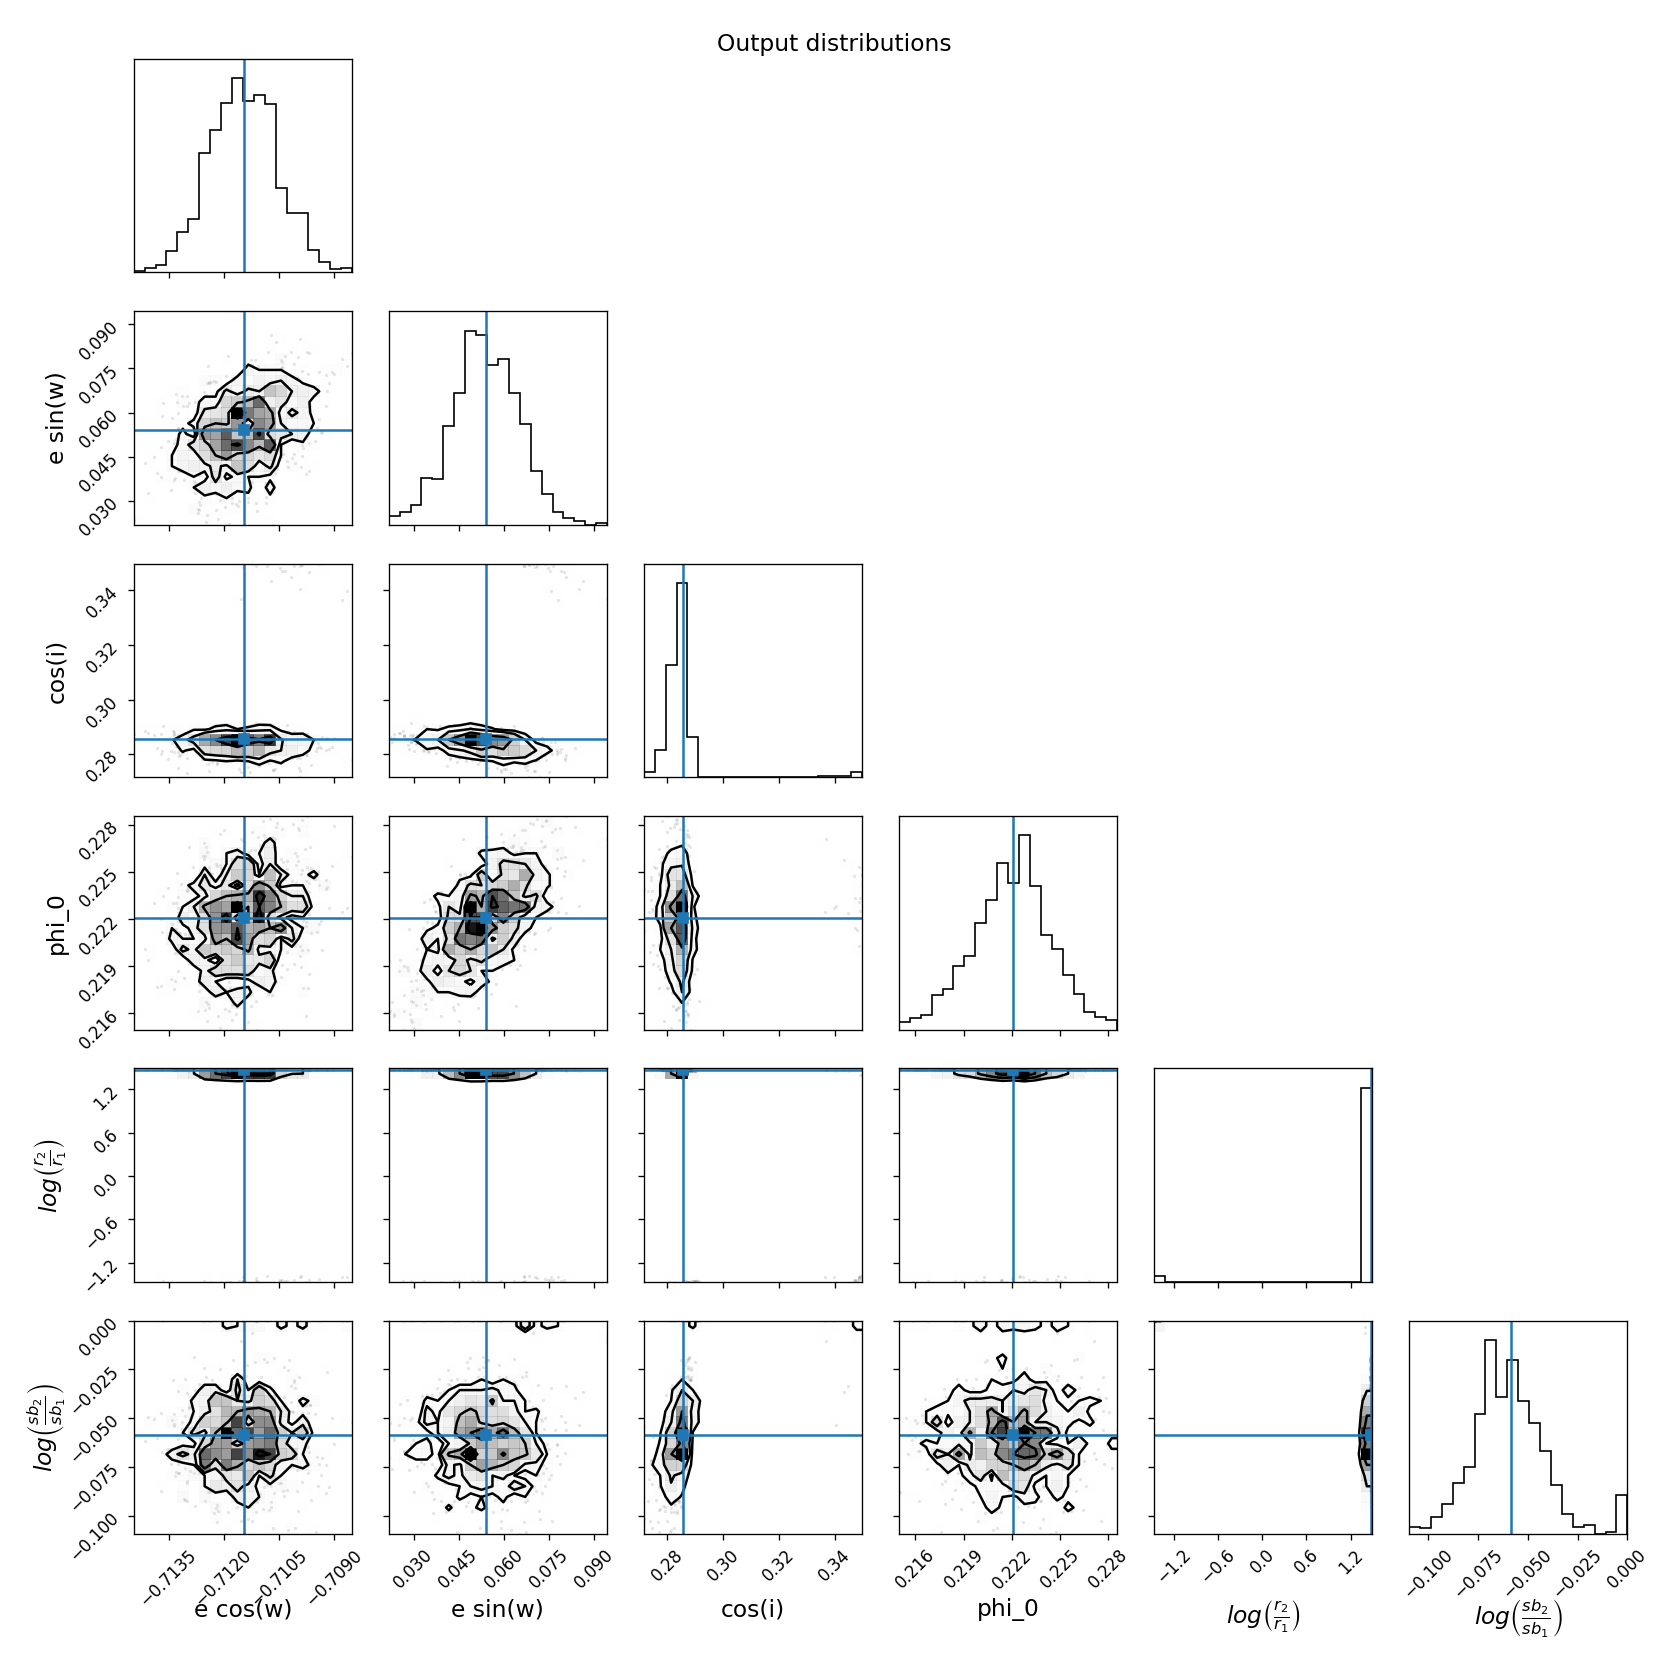 Output distributions
e sin(w)
0.090
0.075
0.060
0.045
0.030
cos(i)
0.34
0.32
0.30
0.28
phi_0
0.228
0.225
0.222
0.219
0.216
log(r2/r1)
1.2
0.6
0.0
−0.6
−1.2
log(sb2/sb1)
0.000
−0.025
−0.050
−0.075
−0.100
−0.7135 −0.7120 −0.7105 −0.7090
e cos(w)
0.030 0.045 0.060 0.075 0.090
e sin(w)
0.28 0.30 0.32 0.34
cos(i)
0.216 0.219 0.222 0.225 0.228
phi_0
−1.2 −0.6 0.0 0.6 1.2
log(r2/r1)
−0.100 −0.075 −0.050 −0.025 0.000
log(sb2/sb1)